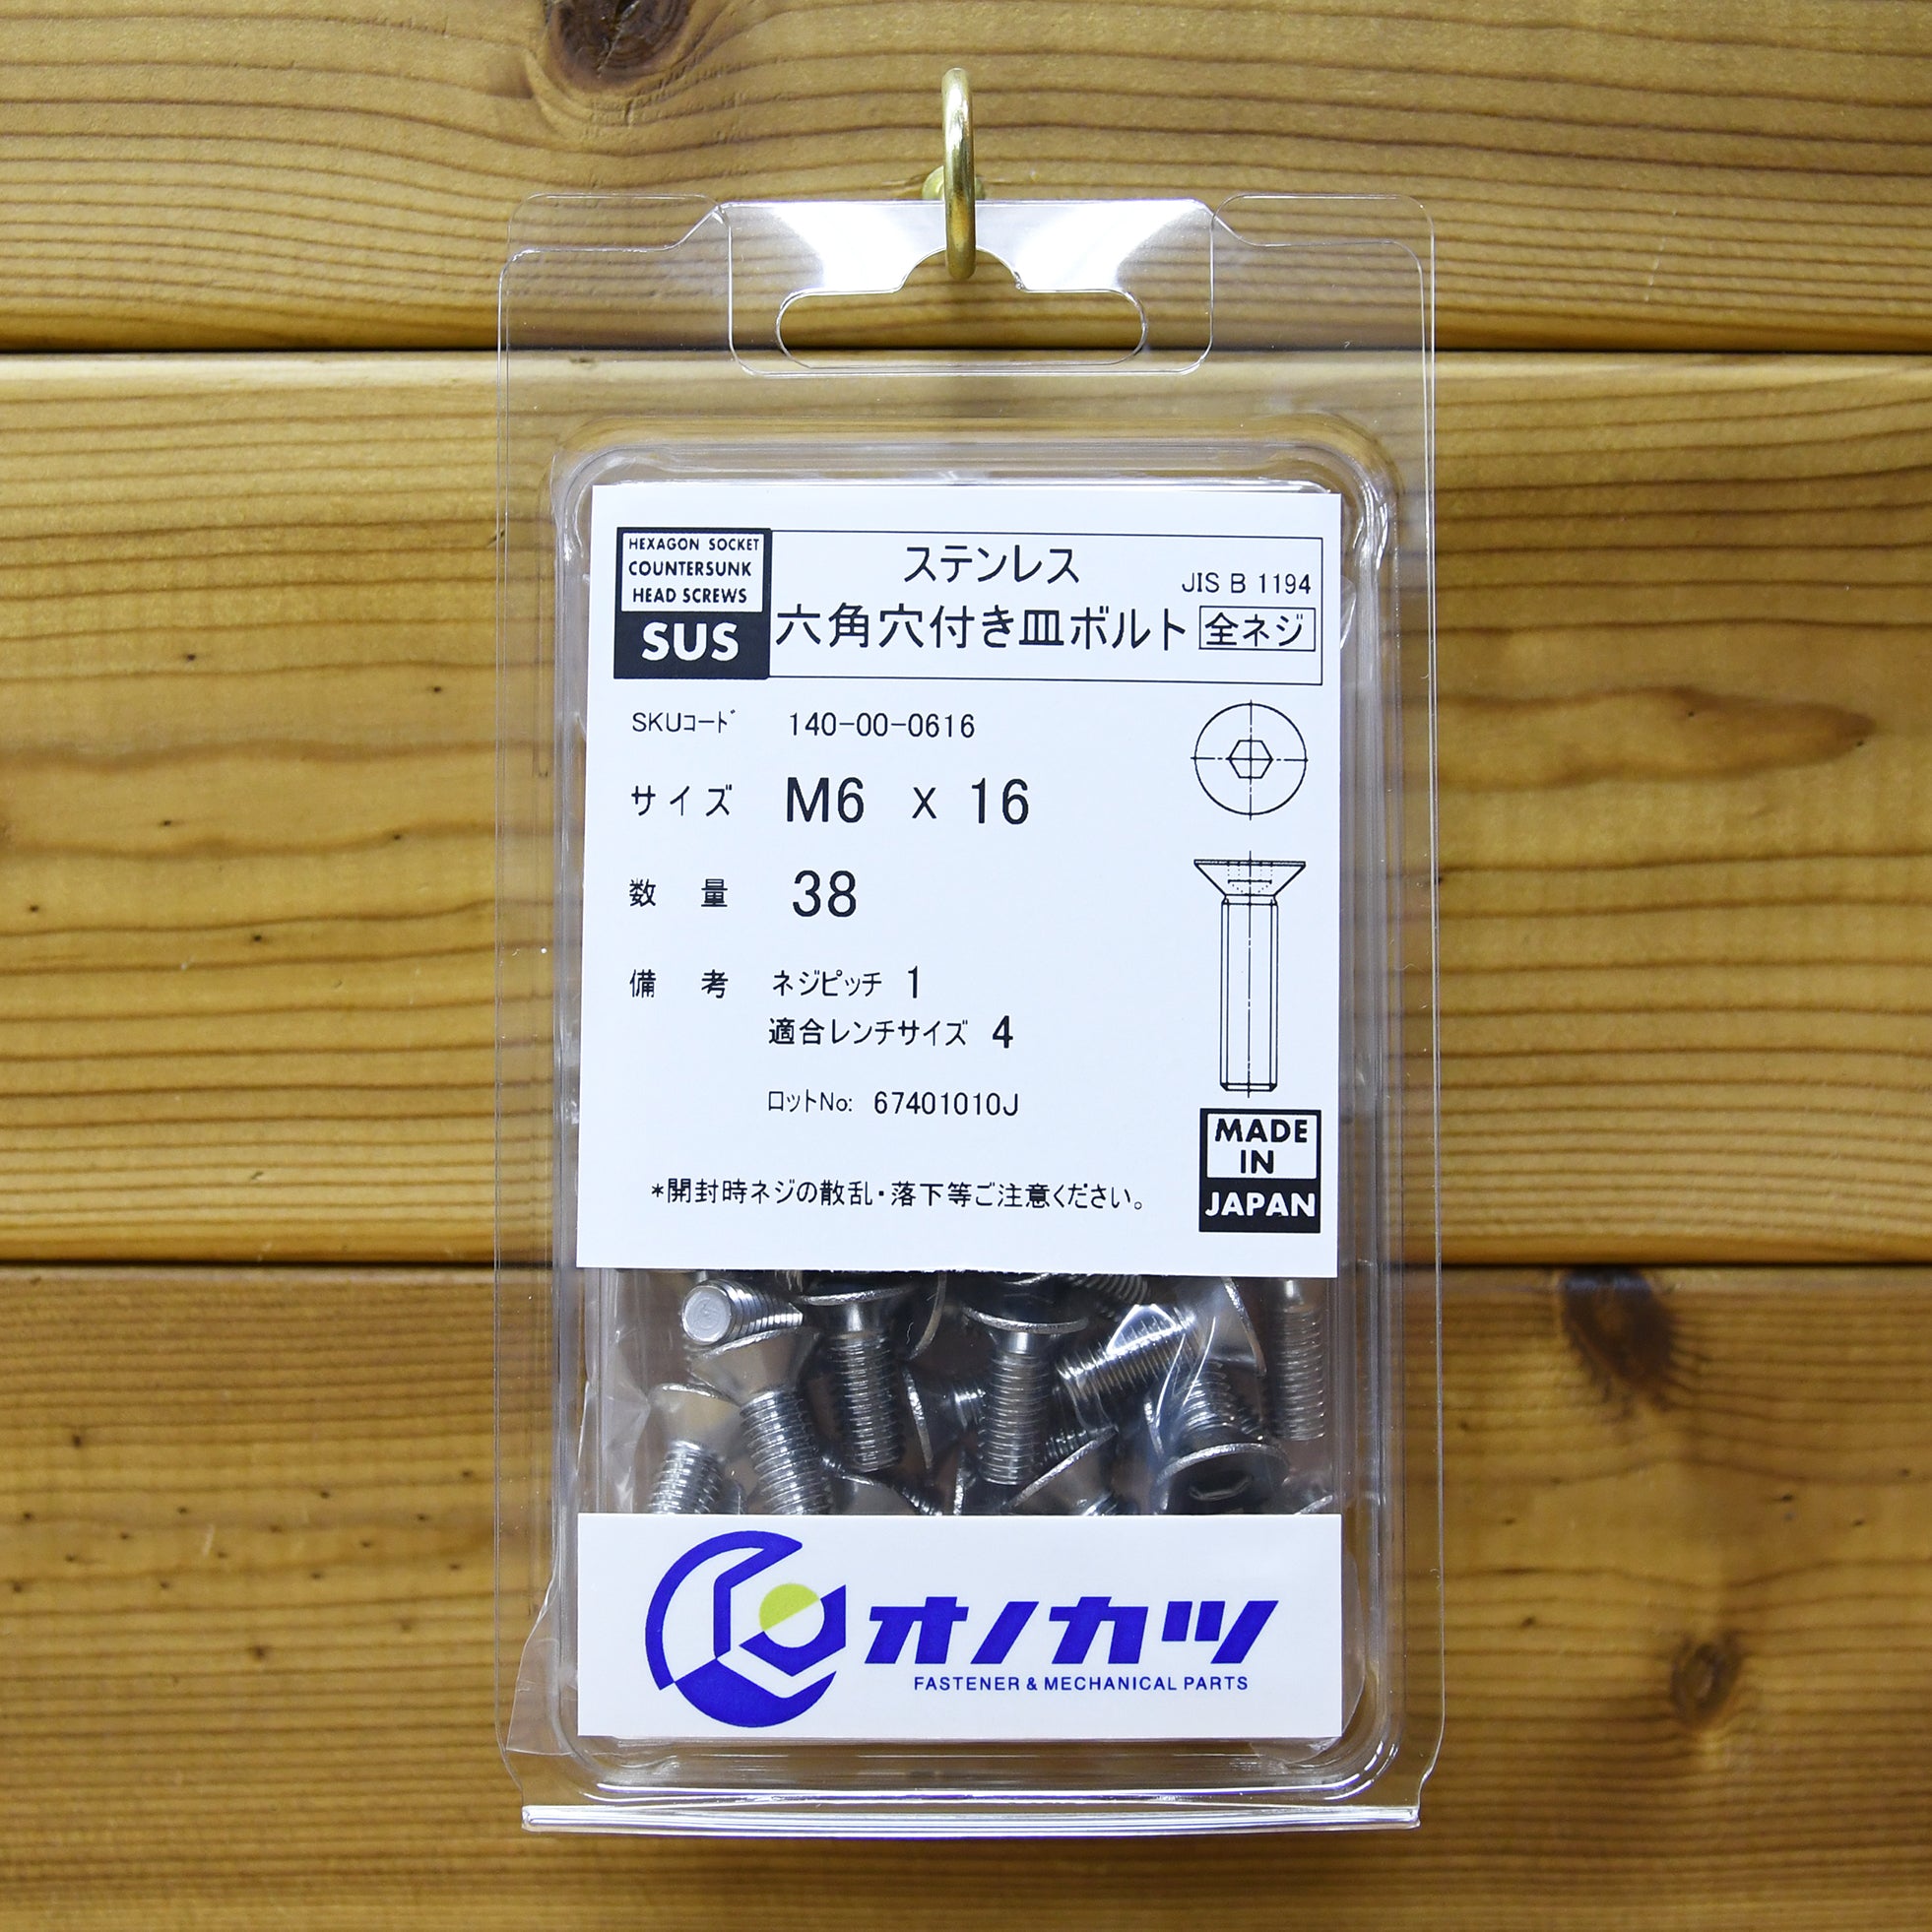 HEXAGON SOCKET
COUNTERSUNK
HEAD SCREWS
SUS
ステンレス
JIS B 1194
六角穴付き皿ボルト 全ネジ
SKUコード 140-00-0616
サイズ M6 x 16
数量 38
備考 ネジピッチ 1
適合レンチサイズ 4
ロットNo: 67401010J
*開封時ネジの散乱・落下等ご注意ください。
MADE
IN
JAPAN
オノカツ
FASTENER & MECHANICAL PARTS